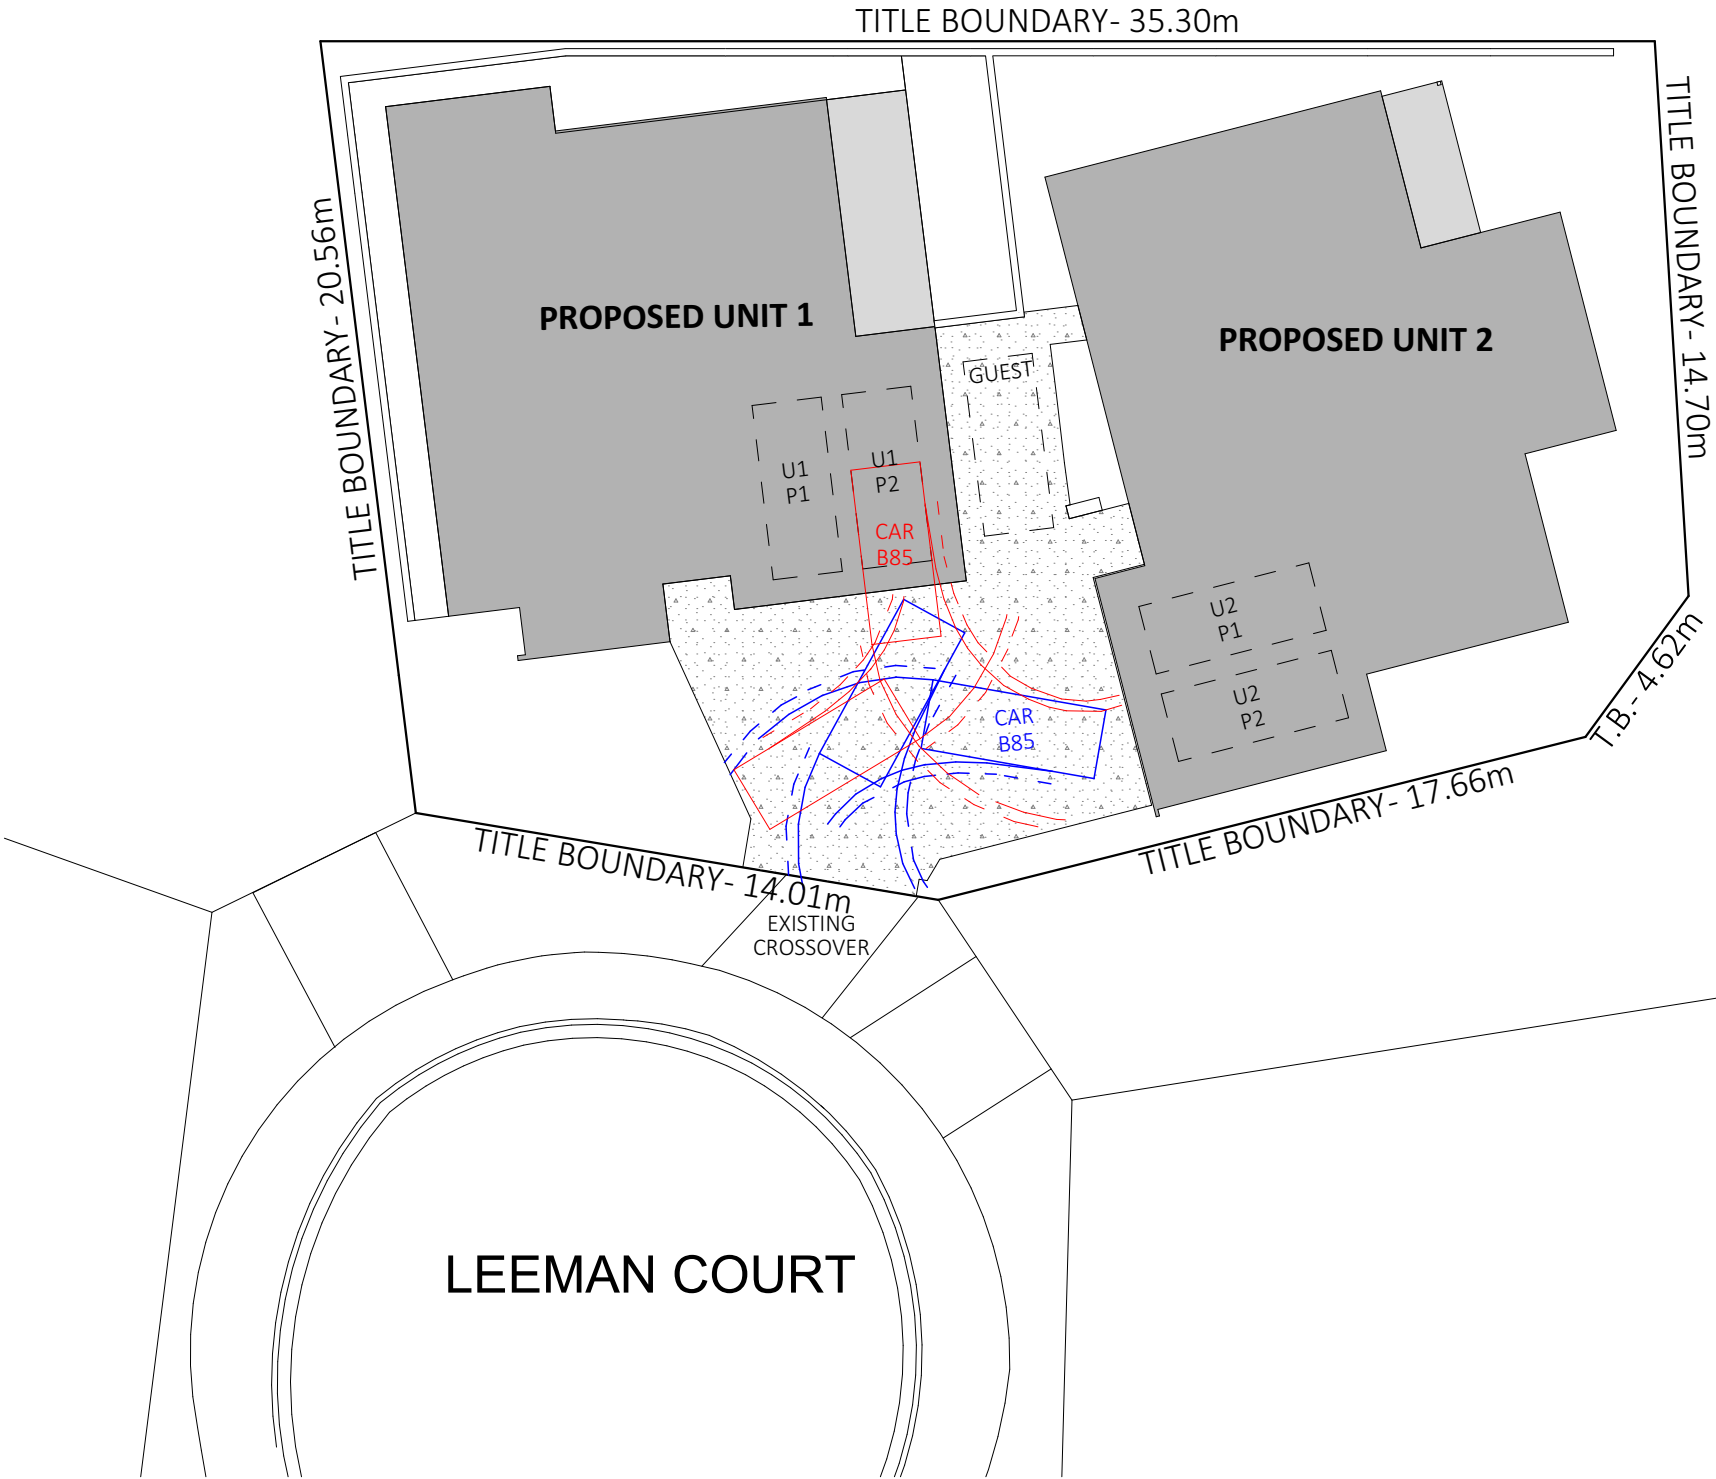 TITLE BOUNDARY- 35.30m
TITLE BOUNDARY- 20.56m
TITLE BOUNDARY- 14.70m
PROPOSED UNIT 1
PROPOSED UNIT 2
GUEST
U1
P1
U1
P2
CAR
B85
U2
P1
U2
P2
CAR
B85
T.B.- 4.62m
TITLE BOUNDARY- 17.66m
TITLE BOUNDARY- 14.01m
EXISTING
CROSSOVER
LEEMAN COURT